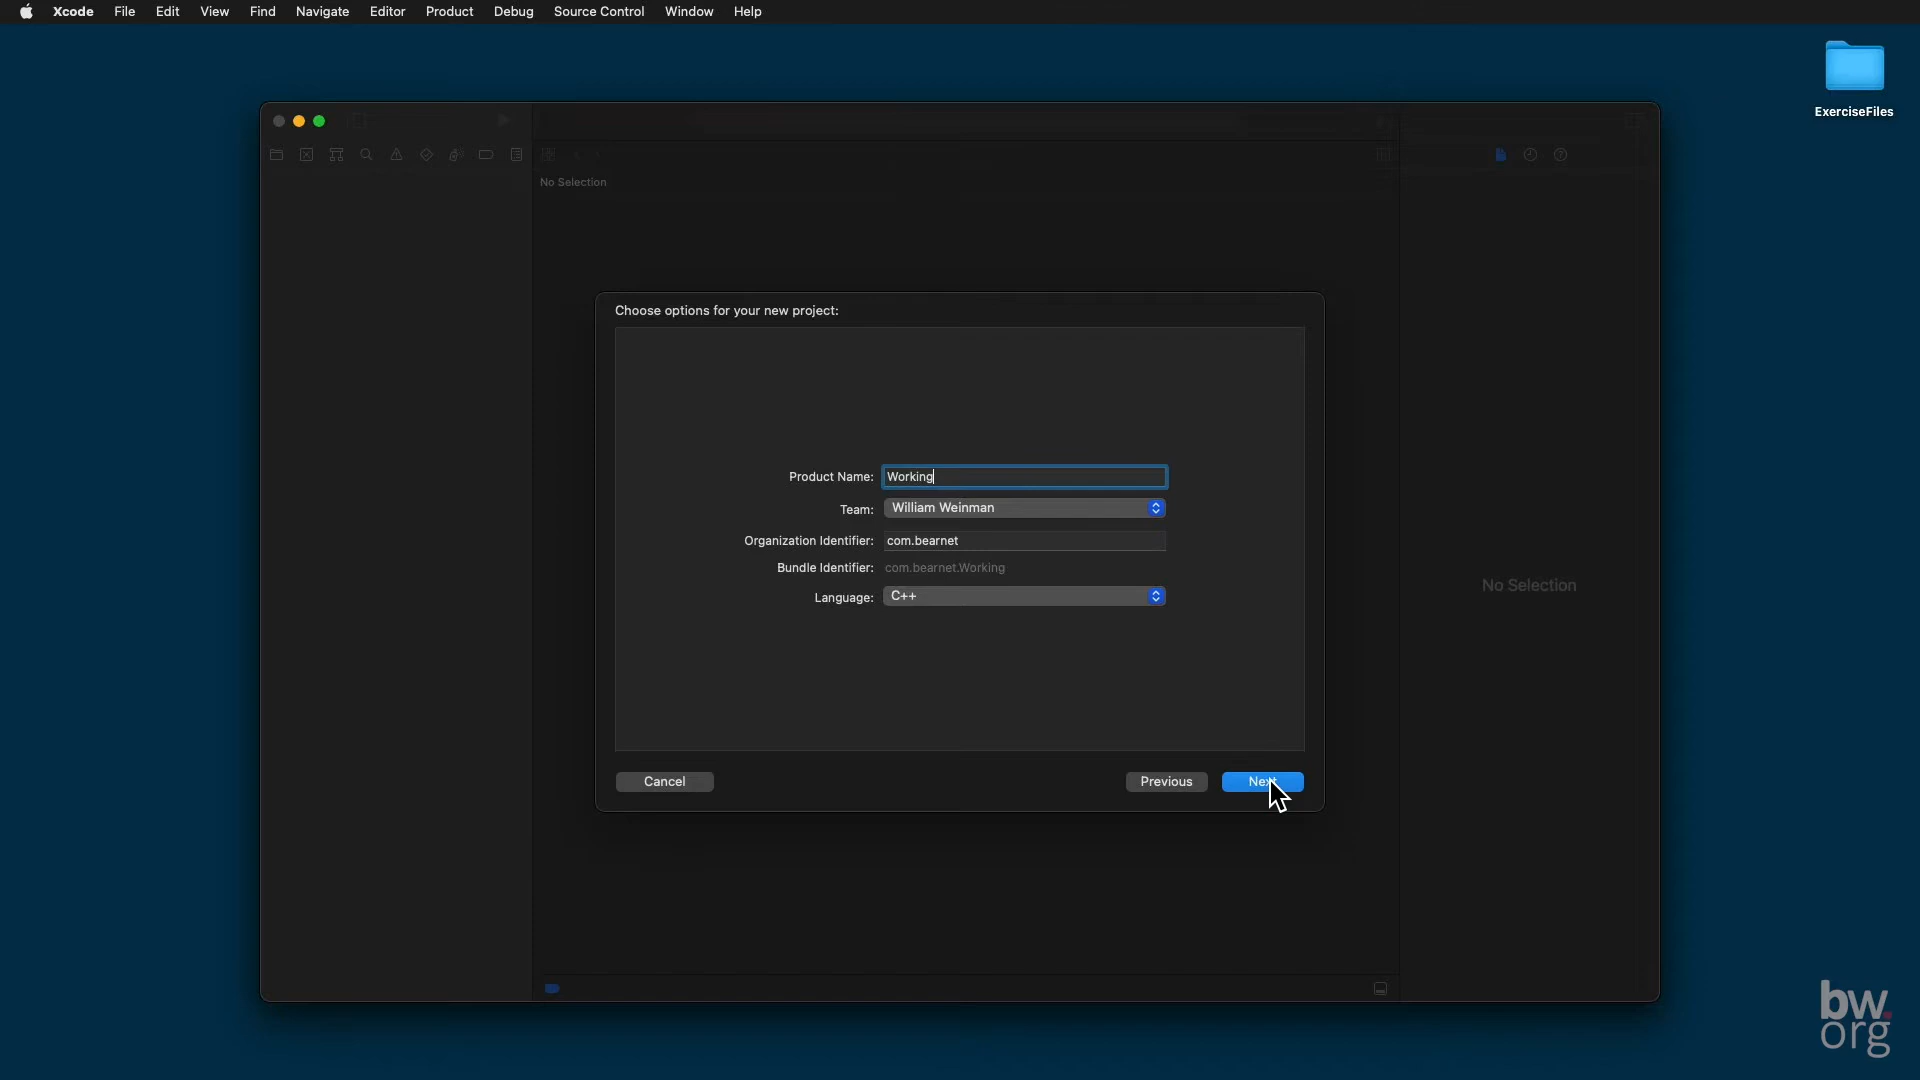 Xcode File Edit View Find Navigate Editor Product Debug Source Control Window Help
ExerciseFiles
No Selection
Choose options for your new project:
Product Name: Working
Team: William Weinman
Organization Identifier: com.bearnet
Bundle Identifier: com.bearnet.Working
Language: C++
No Selection
Cancel Previous Next
bw.
org